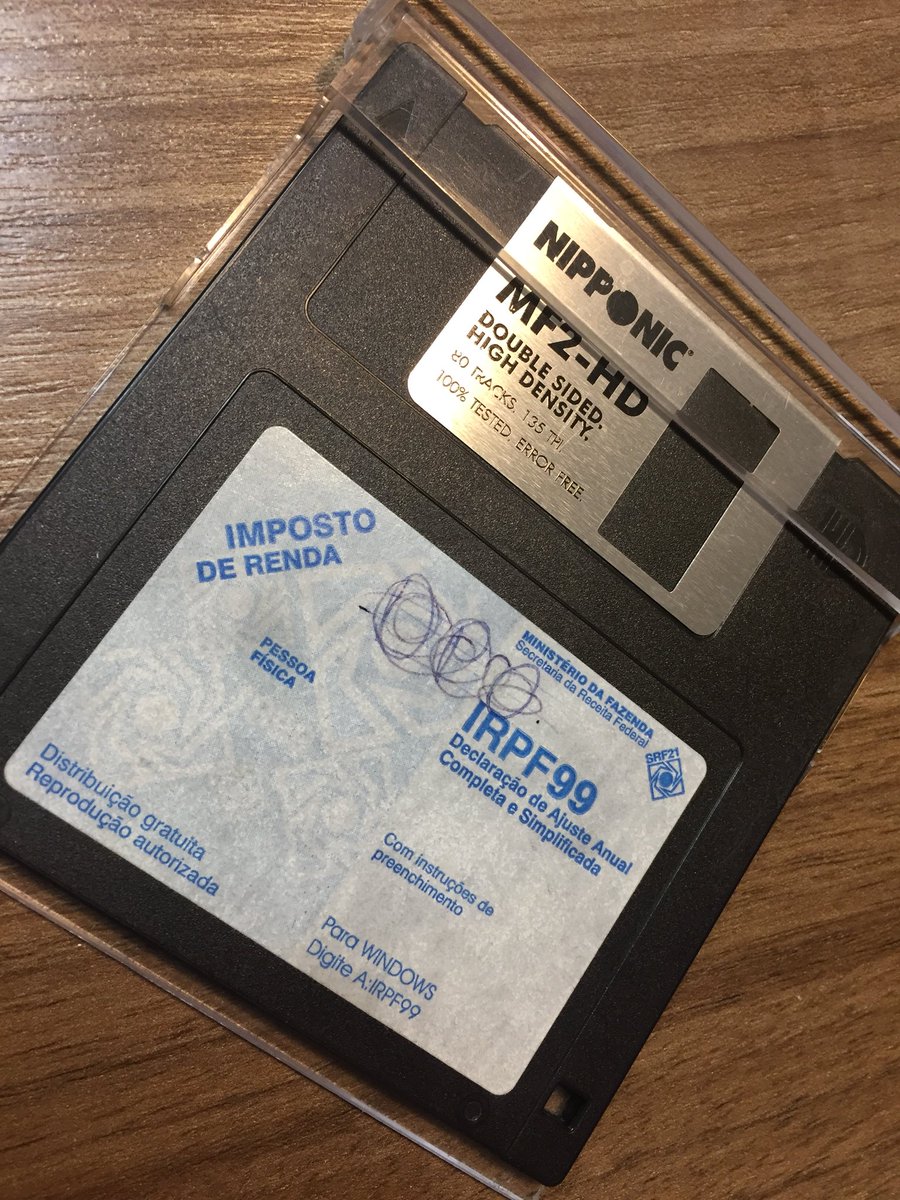 NIPPONIC®
MF2-HD
DOUBLE SIDED,
HIGH DENSITY,
80 TRACKS, 135 TPI.
100% TESTED, ERROR FREE.
IMPOSTO
DE RENDA
PESSOA
FÍSICA
MINISTÉRIO DA FAZENDA
Secretaria da Receita Federal
SRF21
IRPF99
Declaração de Ajuste Anual
Completa e Simplificada
Com instruções de
preenchimento
Distribuição gratuita
Reprodução autorizada
Para WINDOWS
Digite A:IRPF99